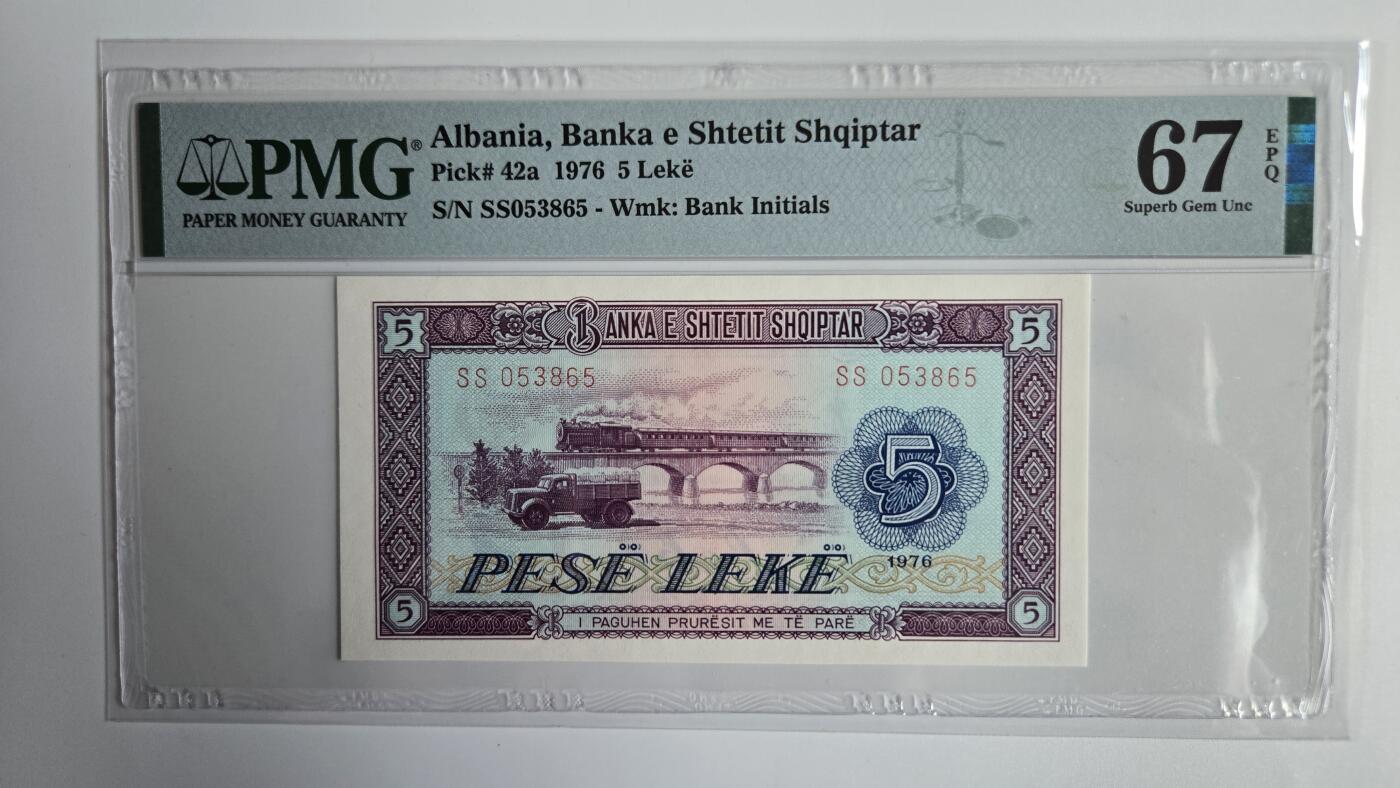 PMG®
PAPER MONEY GUARANTY
Albania, Banka e Shtetit Shqiptar
Pick# 42a 1976 5 Lekë
S/N SS053865 - Wmk: Bank Initials
67
EPQ
Superb Gem Unc
5
BANKA E SHTETIT SHQIPTAR
5
SS 053865
SS 053865
5
PESË LEKË
1976
5
I PAGUHEN PRURËSIT ME TË PARË
5